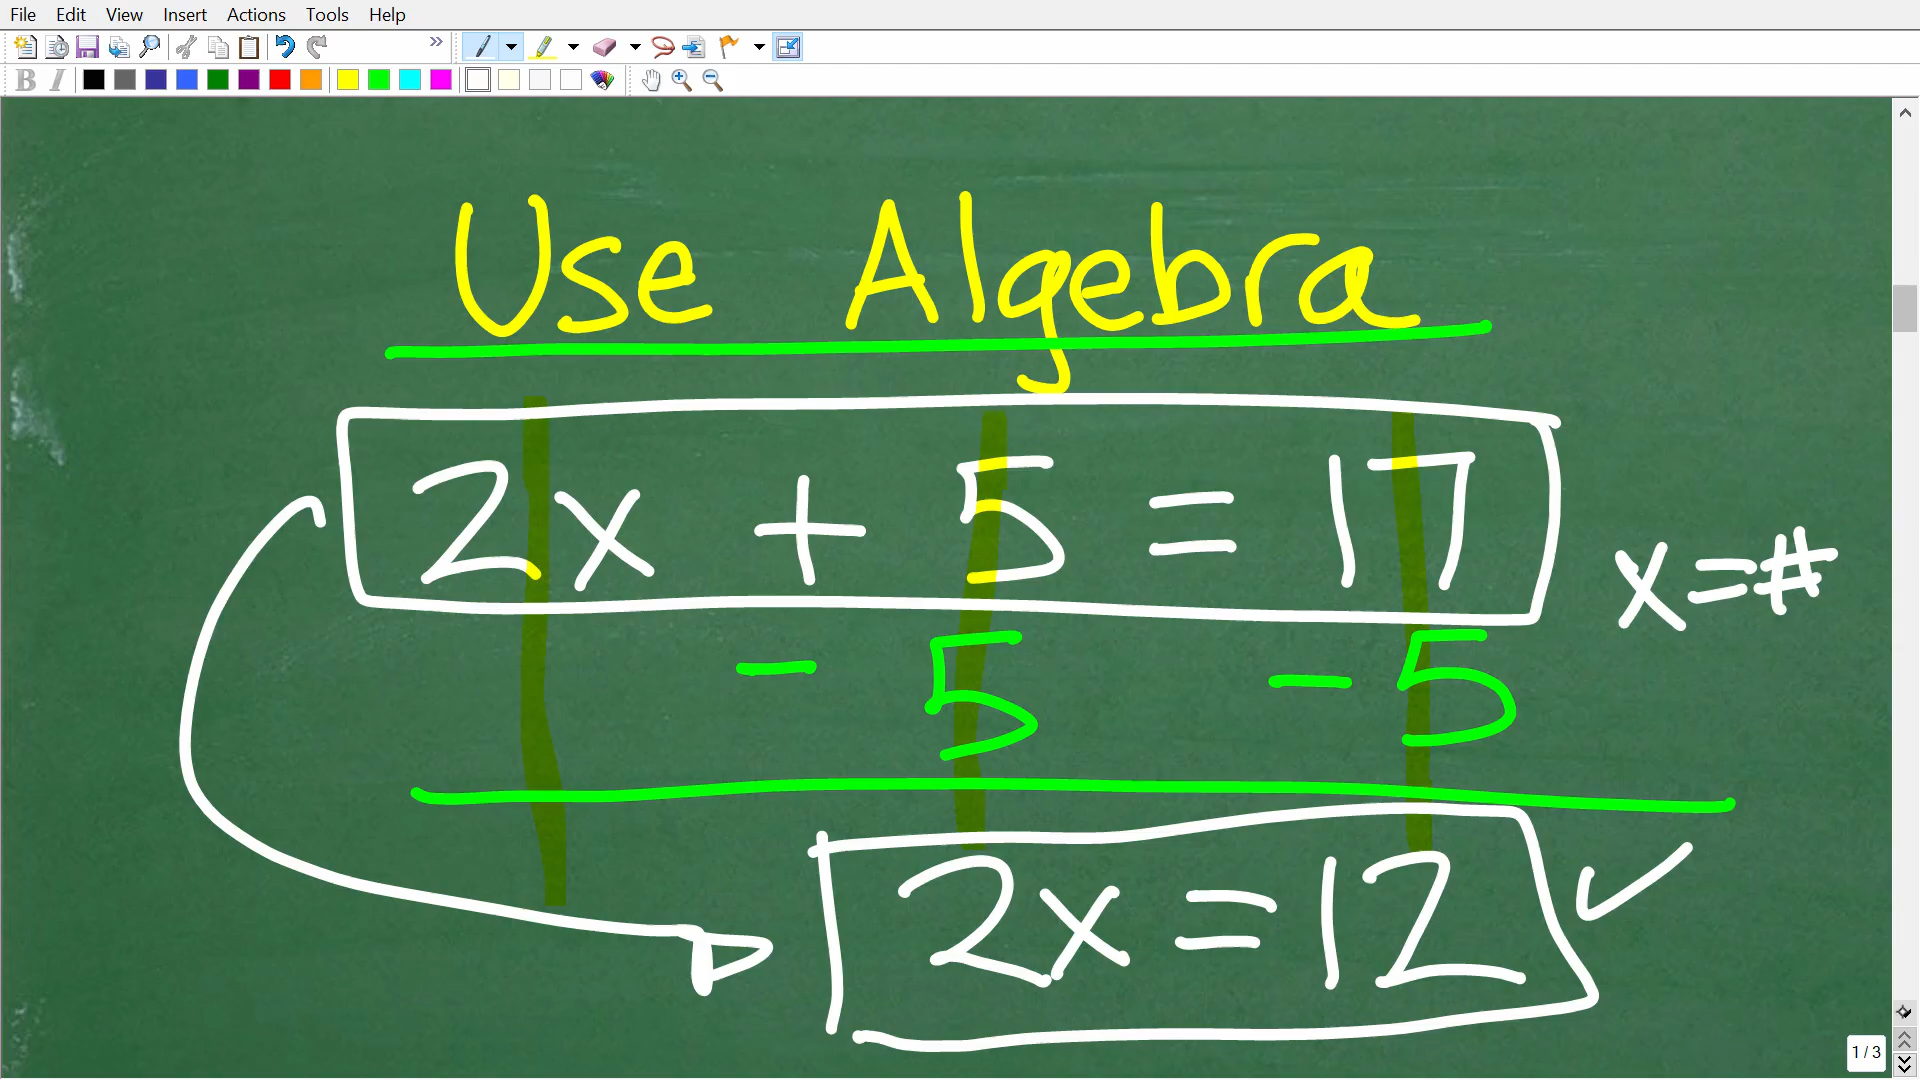 File Edit View Insert Actions Tools Help
B I
Use Algebra
2x + 5 = 17
x=#
- 5 - 5
2x = 12
1 / 3